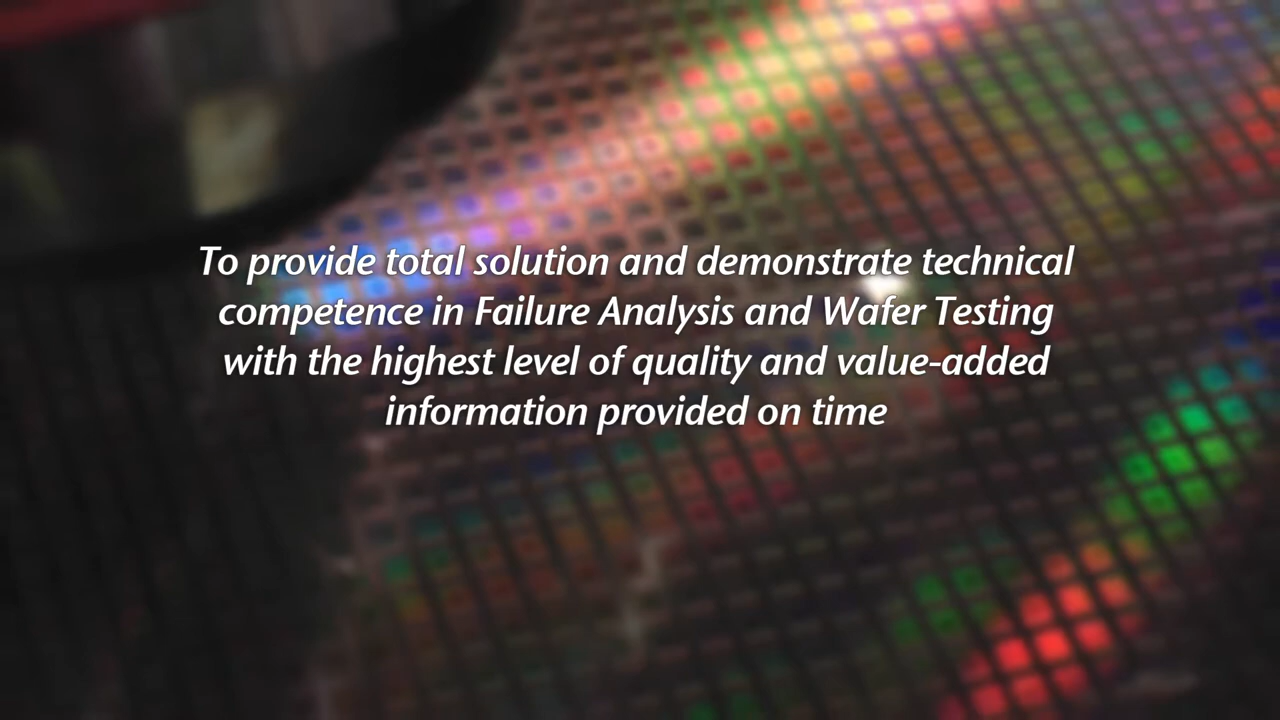 To provide total solution and demonstrate technical
competence in Failure Analysis and Wafer Testing
with the highest level of quality and value-added
information provided on time